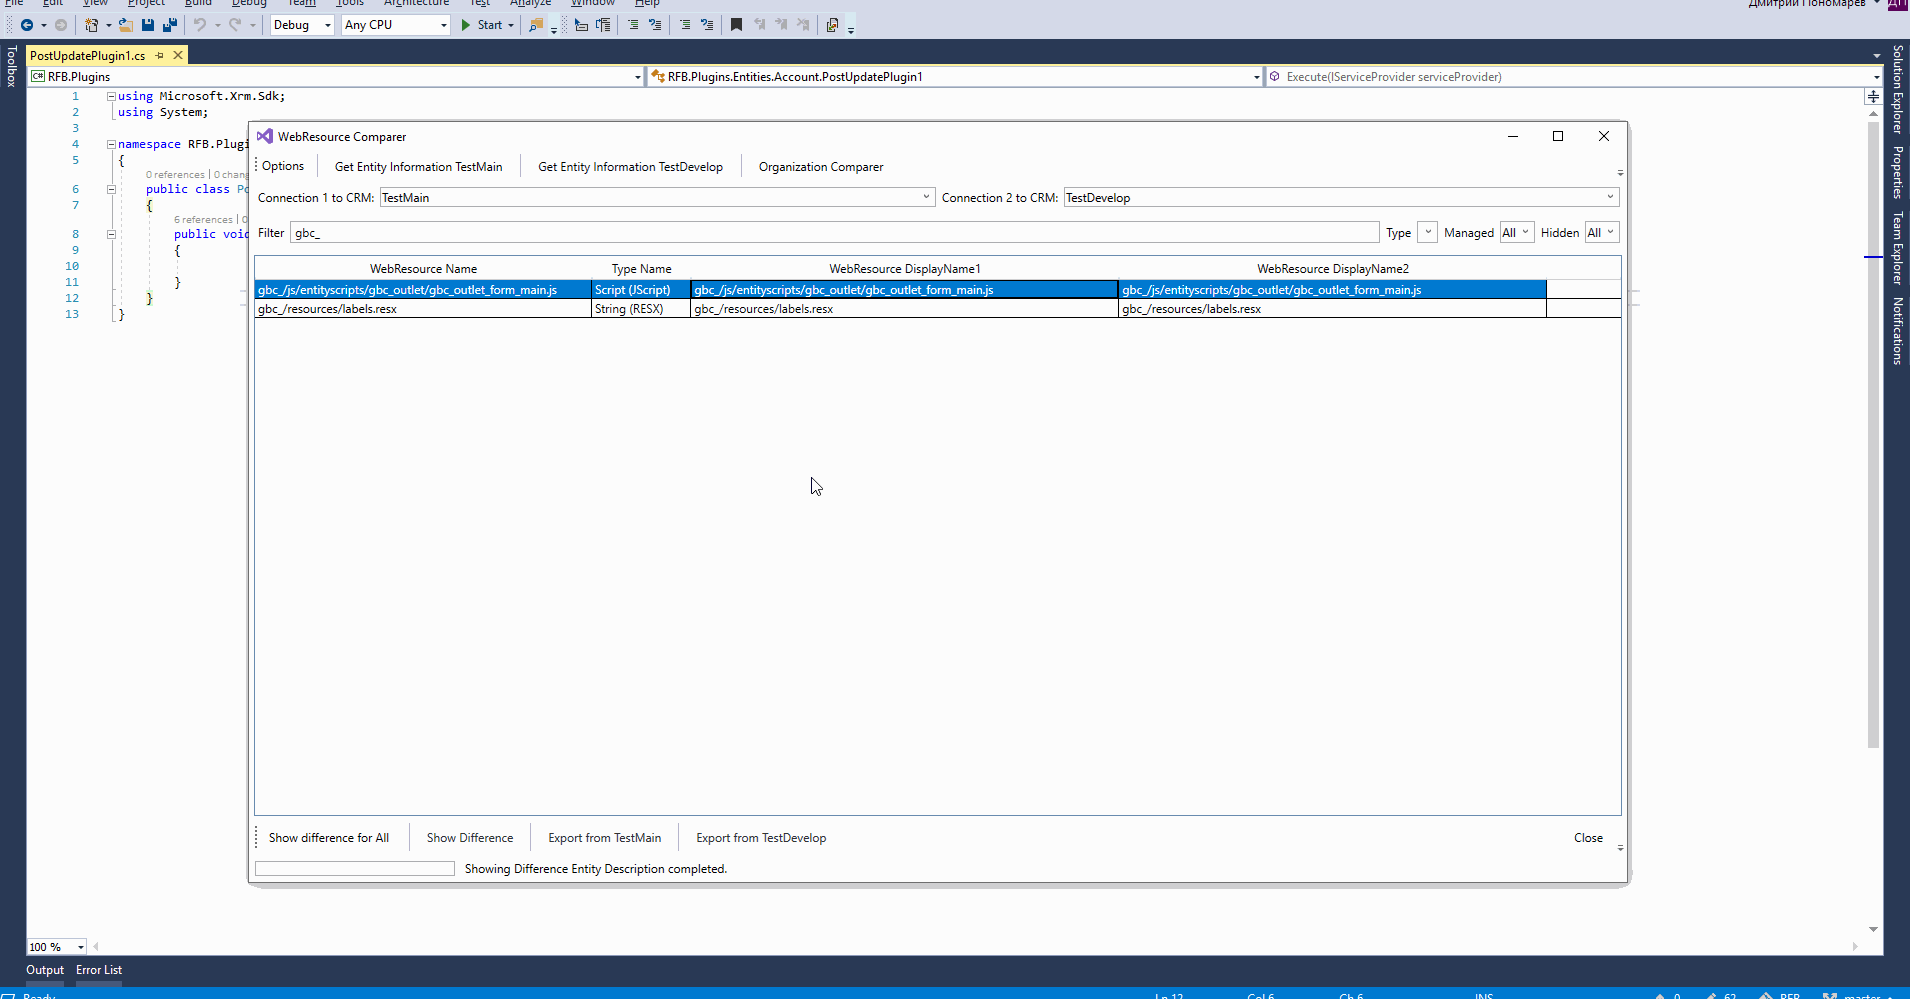 File Edit View Project Build Debug Team Tools Architecture Test Analyze Window Help
Дмитрий Пономарев ДП
Debug Any CPU Start
Toolbox
PostUpdatePlugin1.cs
RFB.Plugins RFB.Plugins.Entities.Account.PostUpdatePlugin1 Execute(IServiceProvider serviceProvider)
1 using Microsoft.Xrm.Sdk;
2 using System;
3
4 namespace RFB.Plugi
5 {
0 references | 0 chang
6 public class Po
7 {
6 references | 0
8 public void
9 {
10
11 }
12 }
13 }
WebResource Comparer
Options Get Entity Information TestMain Get Entity Information TestDevelop Organization Comparer
Connection 1 to CRM: TestMain Connection 2 to CRM: TestDevelop
Filter gbc_ Type Managed All Hidden All
WebResource Name Type Name WebResource DisplayName1 WebResource DisplayName2
gbc_/js/entityscripts/gbc_outlet/gbc_outlet_form_main.js Script (JScript) gbc_/js/entityscripts/gbc_outlet/gbc_outlet_form_main.js gbc_/js/entityscripts/gbc_outlet/gbc_outlet_form_main.js
gbc_/resources/labels.resx String (RESX) gbc_/resources/labels.resx gbc_/resources/labels.resx
Show difference for All Show Difference Export from TestMain Export from TestDevelop Close
Showing Difference Entity Description completed.
Solution Explorer
Properties
Team Explorer
Notifications
100 %
Output Error List
Ready Ln 12 Col 6 Ch 6 INS 0 62 RFB master